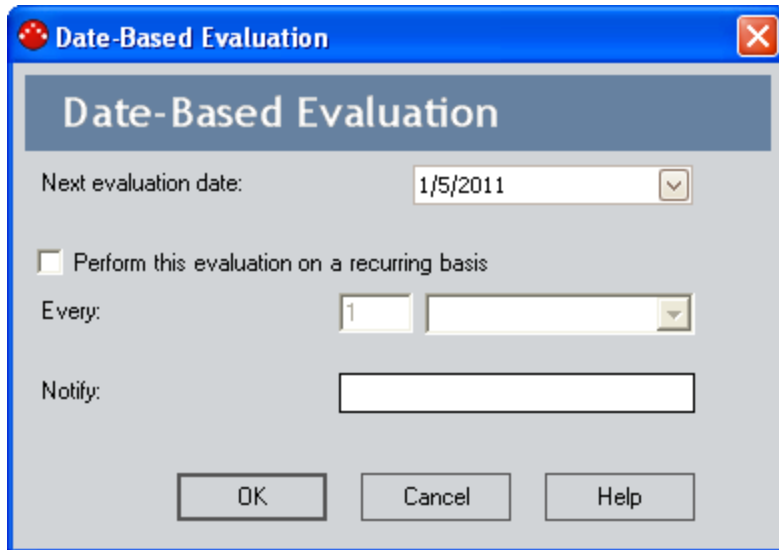 Date-Based Evaluation
Date-Based Evaluation
Next evaluation date: 1/5/2011
Perform this evaluation on a recurring basis
Every: 1
Notify:
OK Cancel Help